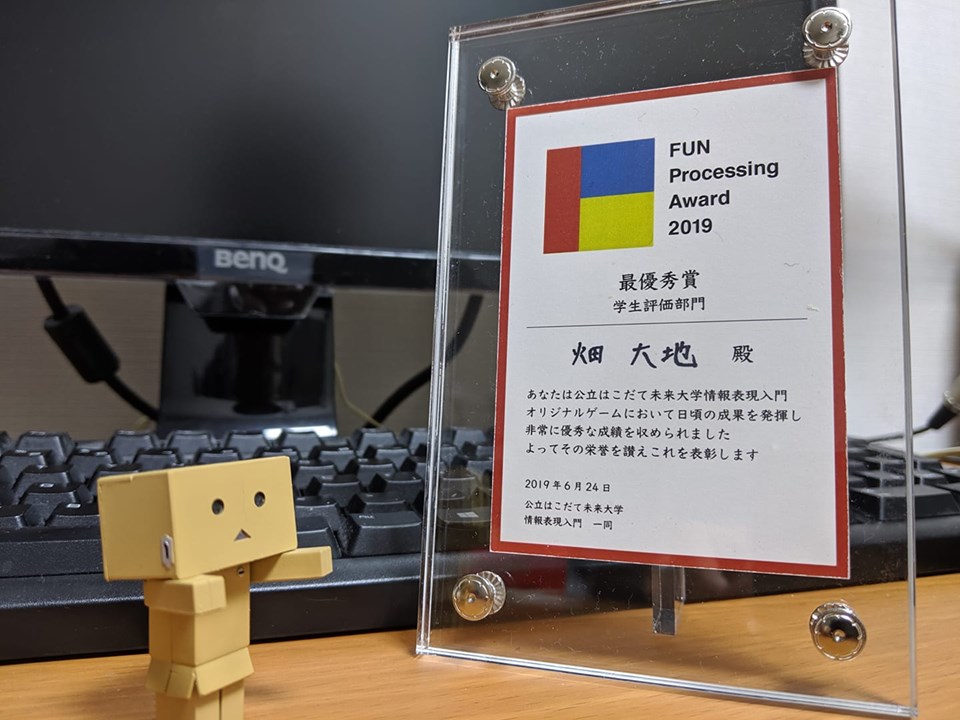 BenQ
FUN
Processing
Award
2019
最優秀賞
学生評価部門
畑 大地 殿
あなたは公立はこだて未来大学情報表現入門
オリジナルゲームにおいて日頃の成果を発揮し
非常に優秀な成績を収められました
よってその栄誉を讃えこれを表彰します
2019年6月24日
公立はこだて未来大学
情報表現入門 一同